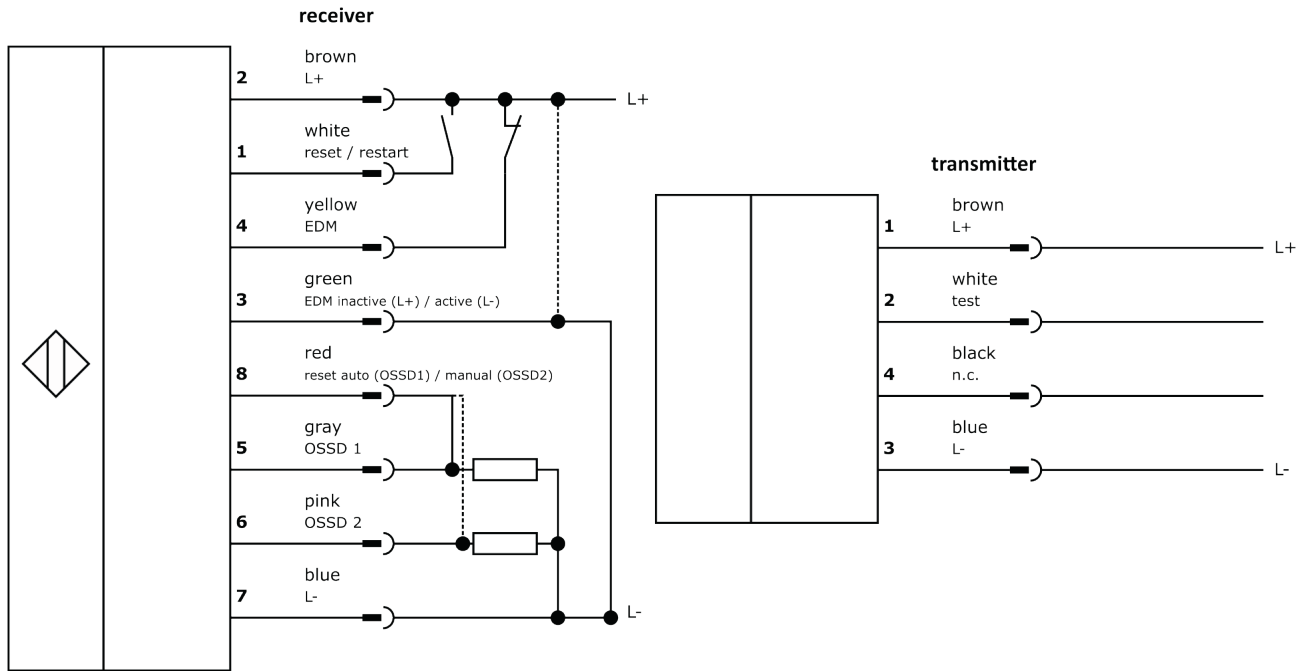 receiver
brown
2 L+
L+
white
1 reset / restart
yellow
4 EDM
green
3 EDM inactive (L+) / active (L-)
red
8 reset auto (OSSD1) / manual (OSSD2)
gray
5 OSSD 1
pink
6 OSSD 2
blue
7 L-
L-
transmitter
brown
1 L+
L+
white
2 test
black
4 n.c.
blue
3 L-
L-